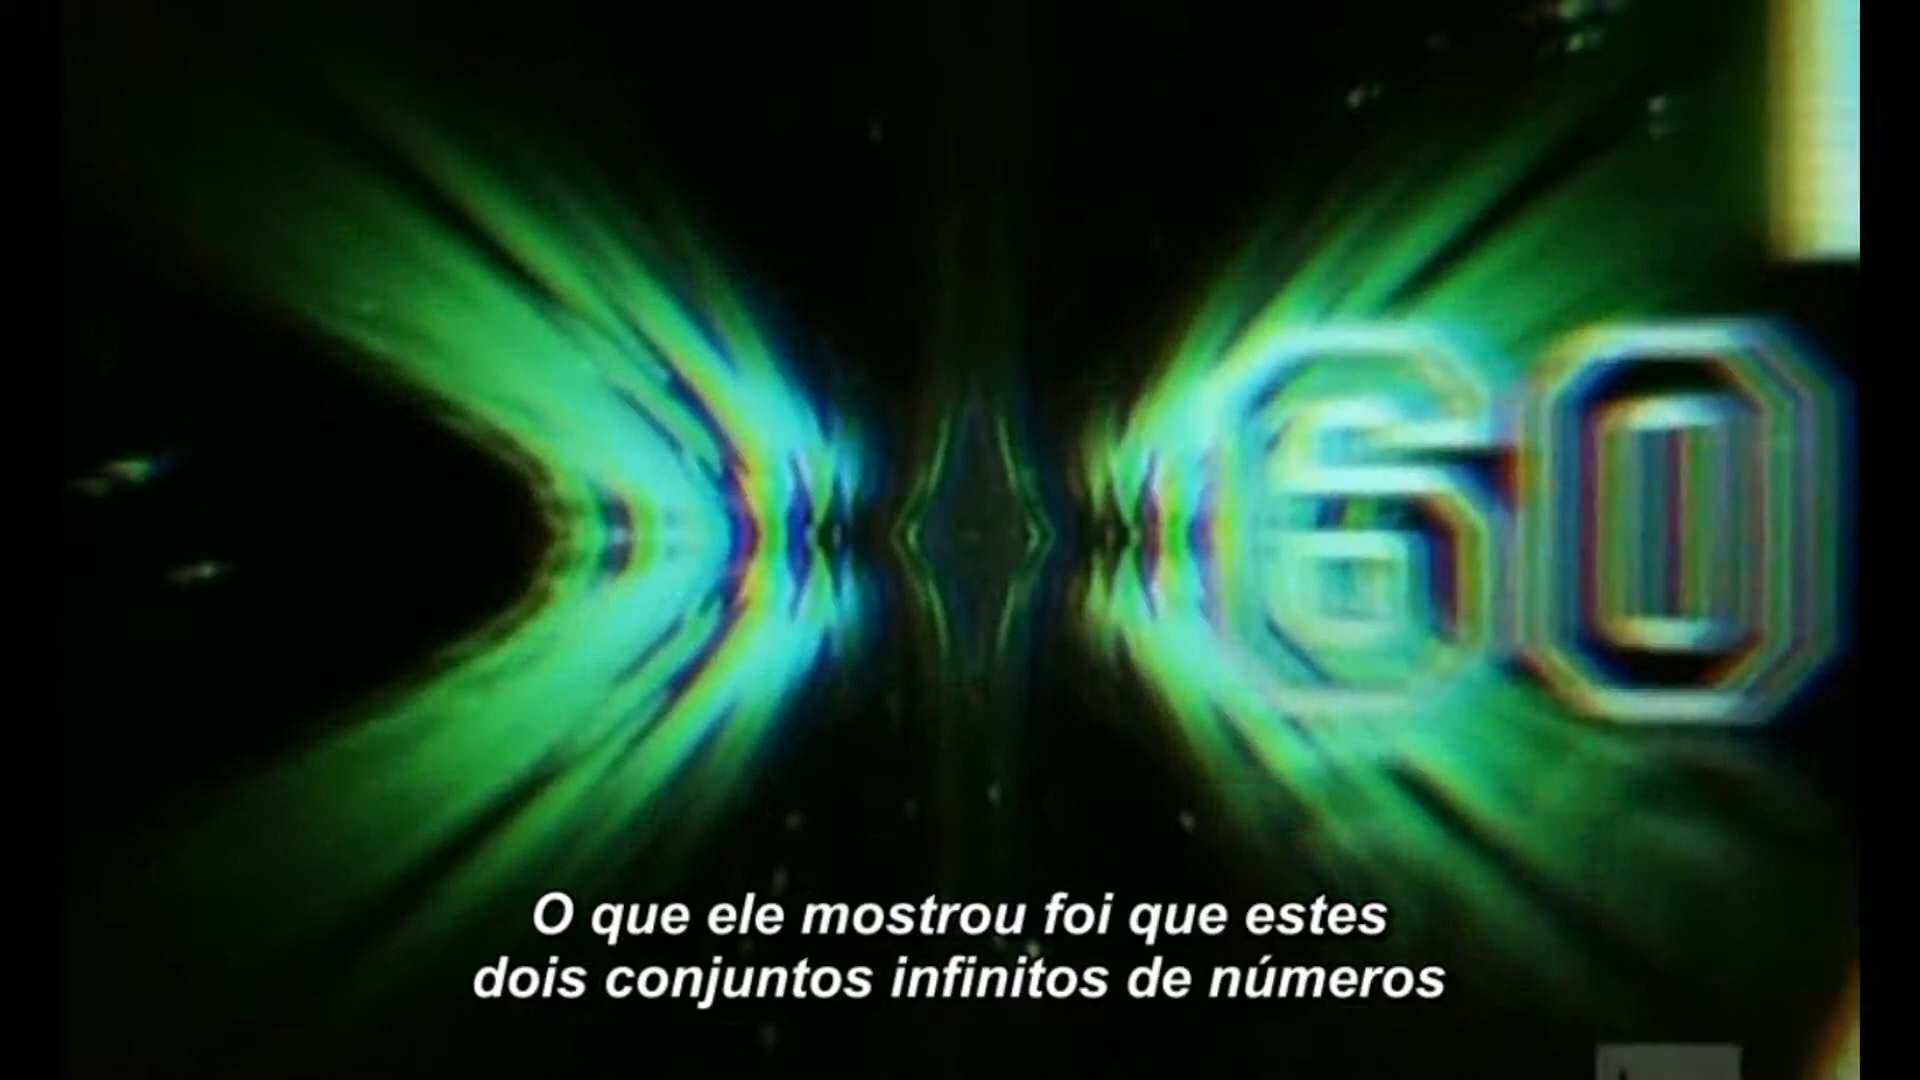 60
O que ele mostrou foi que estes
dois conjuntos infinitos de números